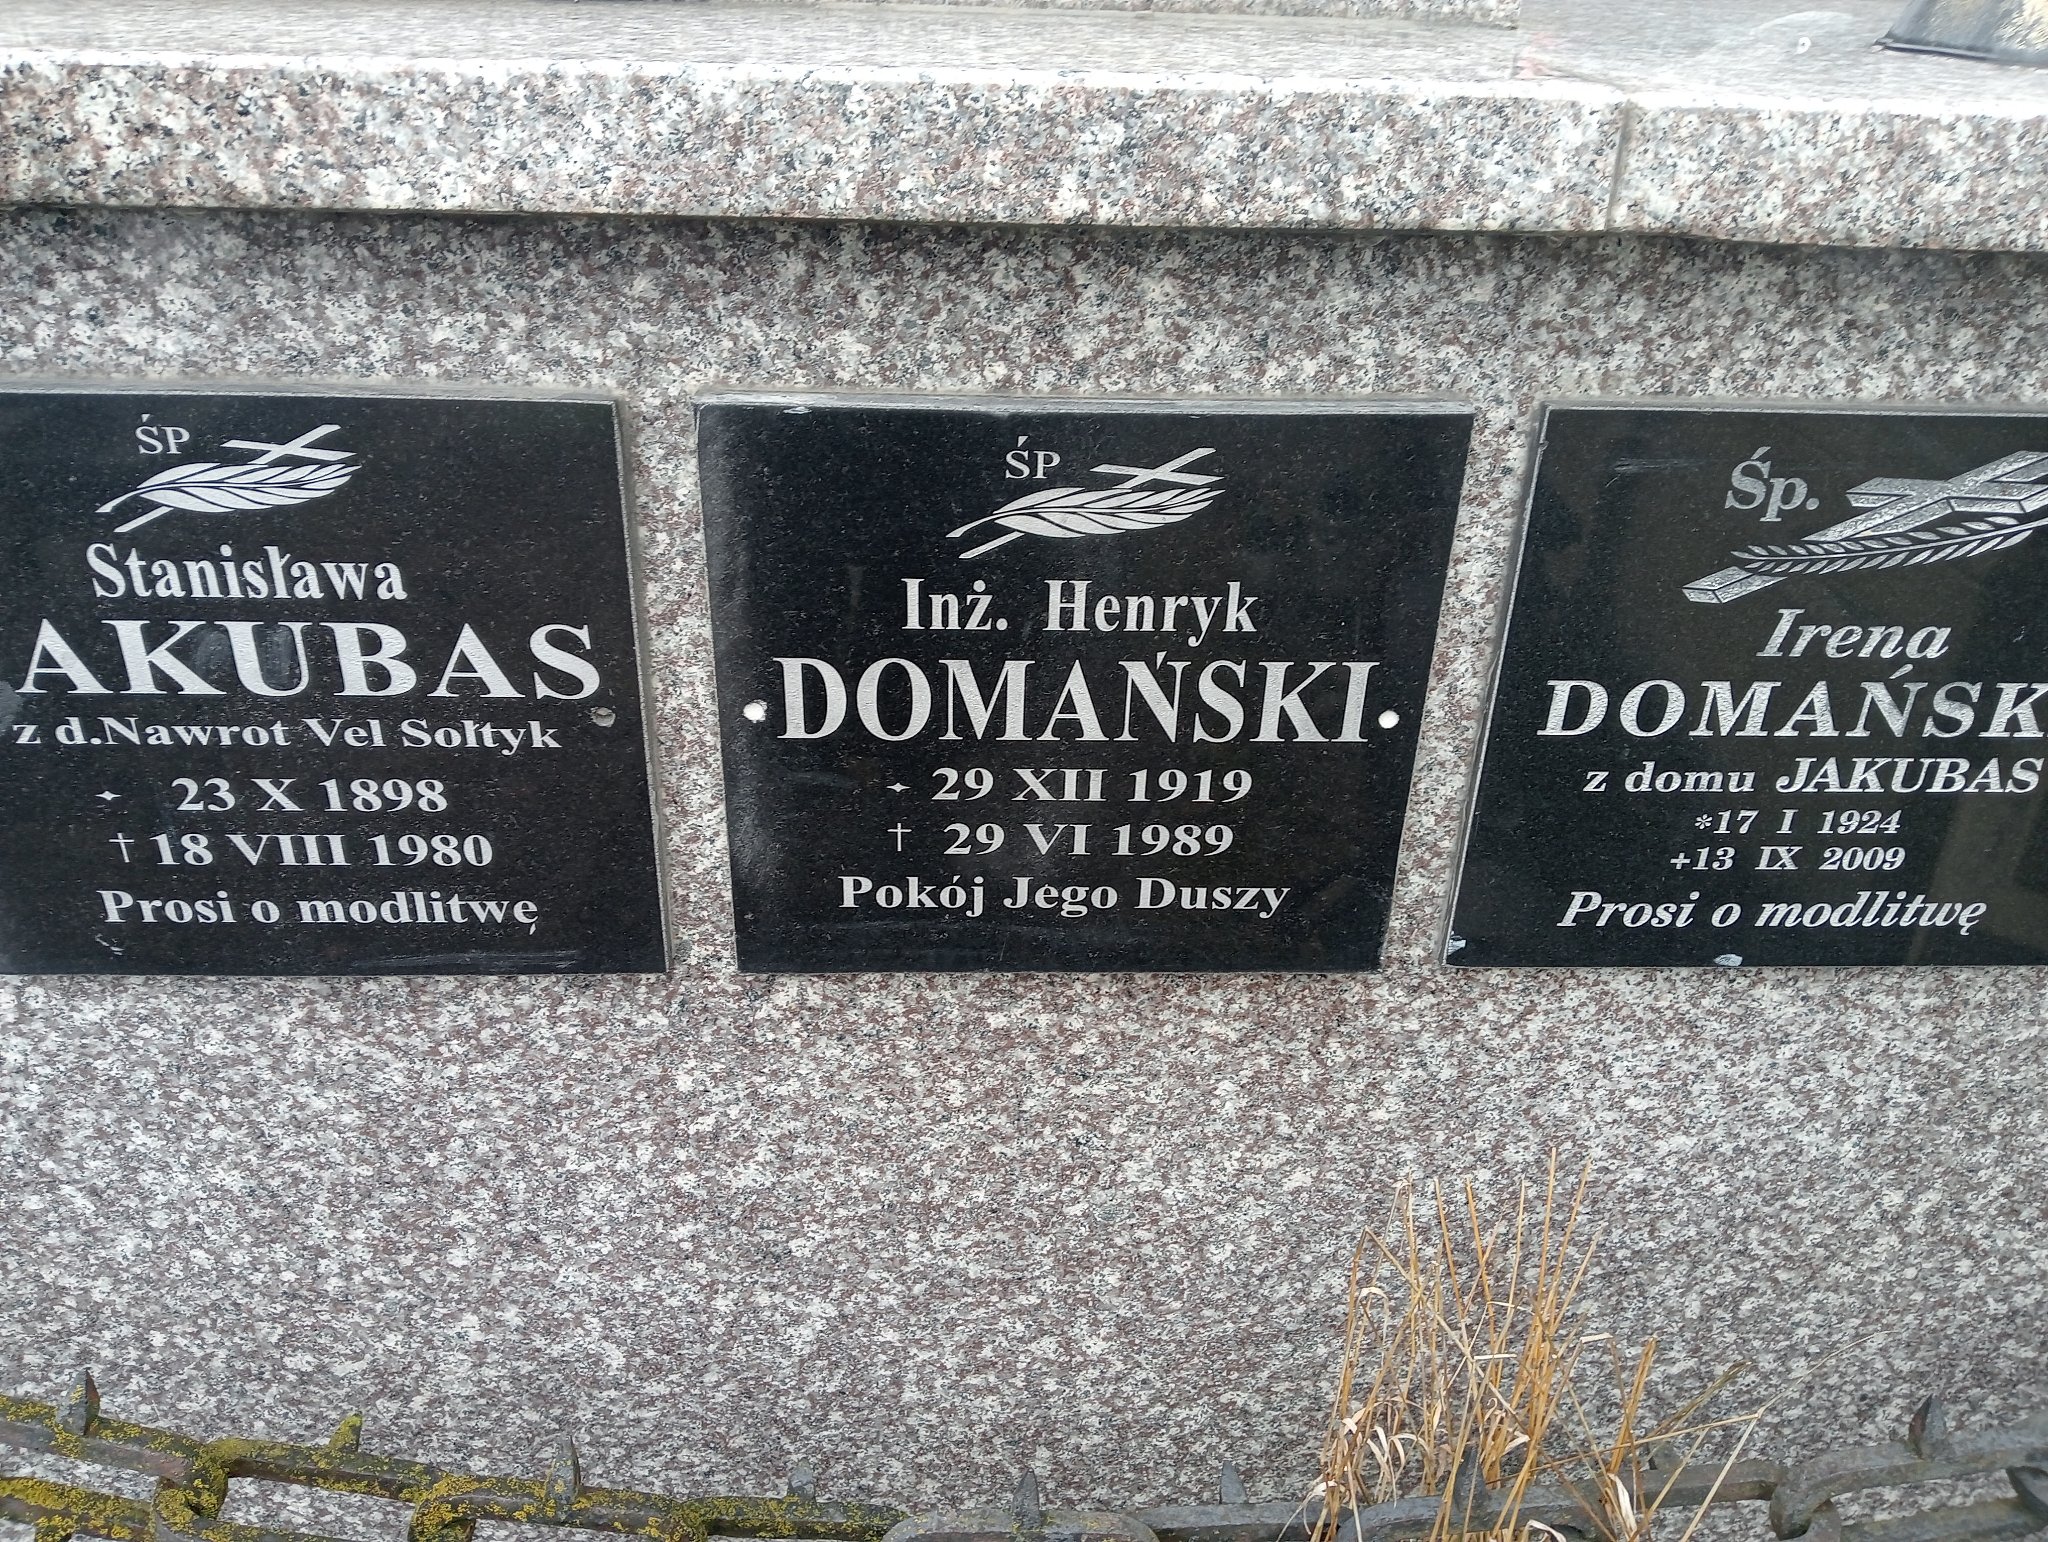 ŚP
Stanisława
AKUBAS
z d.Nawrot Vel Sołtyk
23 X 1898
† 18 VIII 1980
Prosi o modlitwę
ŚP
Inż. Henryk
DOMAŃSKI
29 XII 1919
† 29 VI 1989
Pokój Jego Duszy
Śp.
Irena
DOMAŃSK
z domu JAKUBAS
*17 I 1924
+13 IX 2009
Prosi o modlitwę